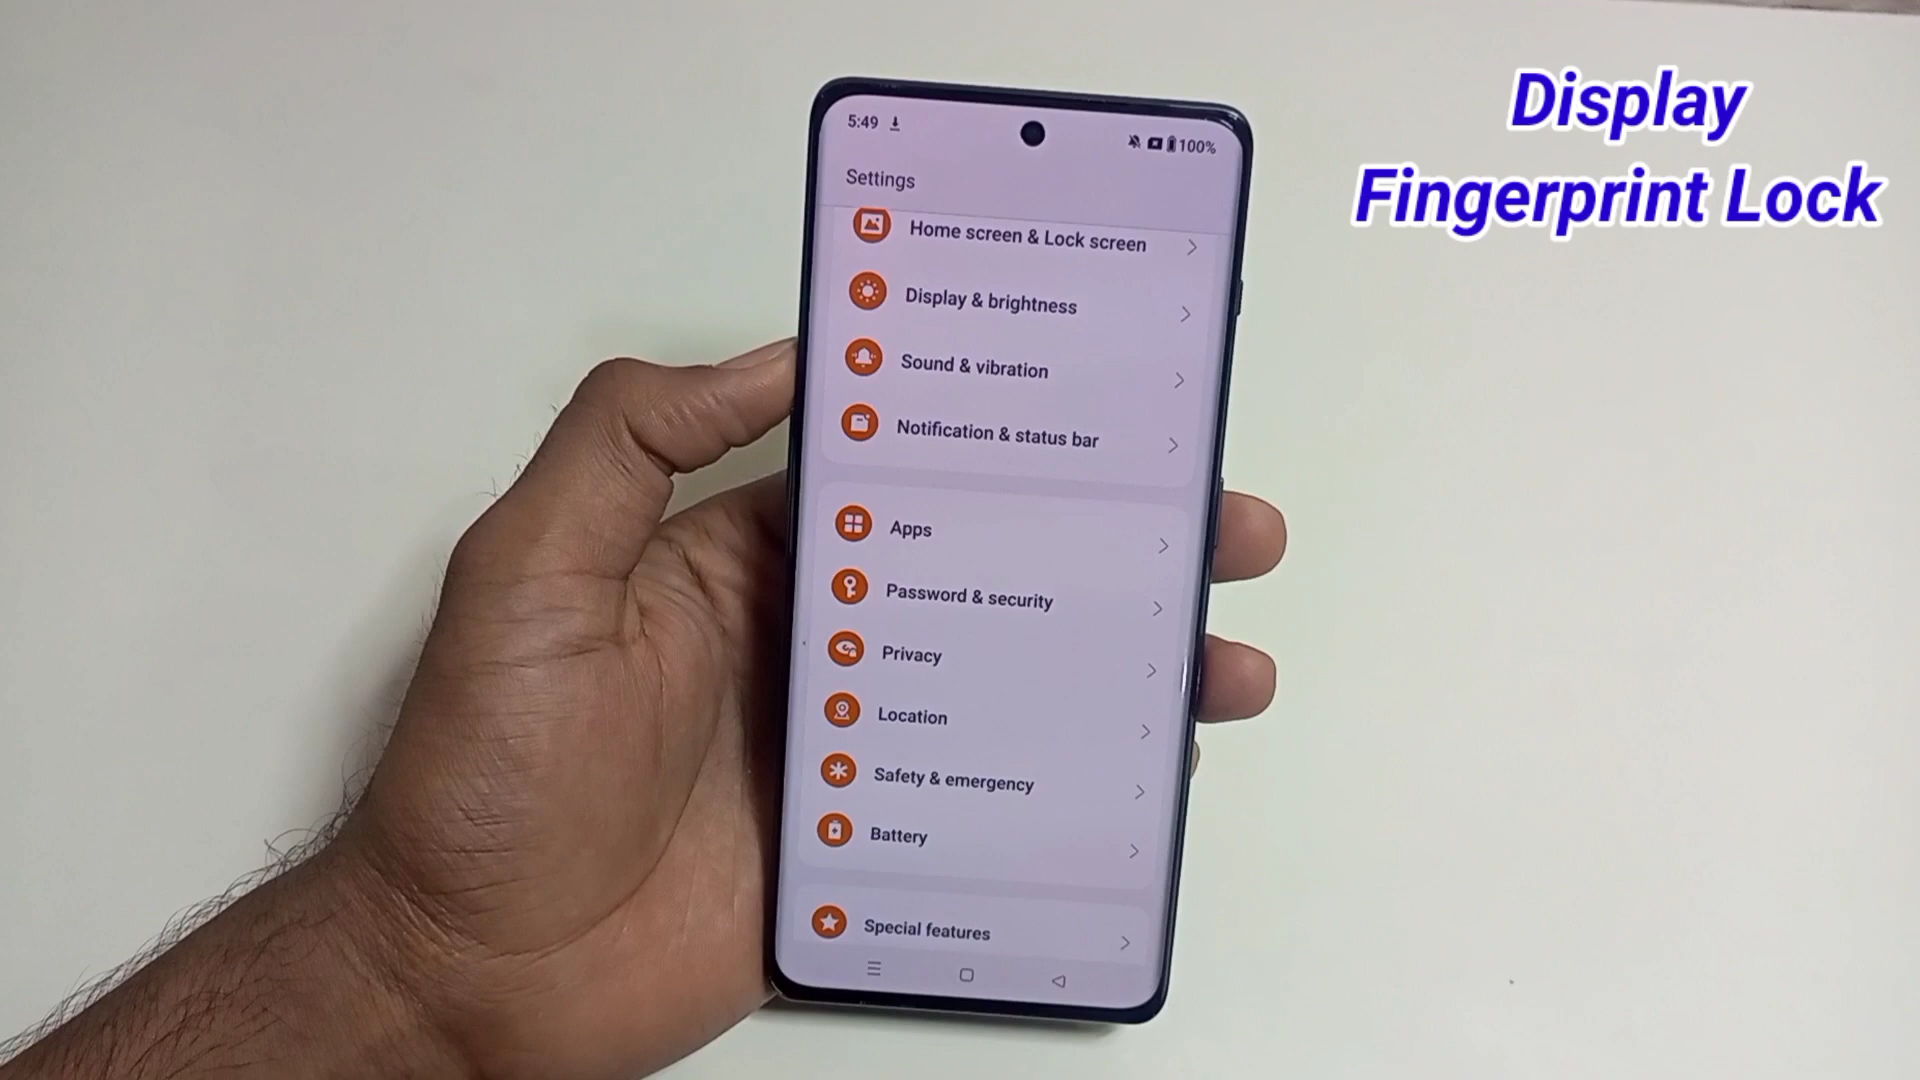 Display
Fingerprint Lock
5:49
100%
Settings
Home screen & Lock screen
Display & brightness
Sound & vibration
Notification & status bar
Apps
Password & security
Privacy
Location
Safety & emergency
Battery
Special features